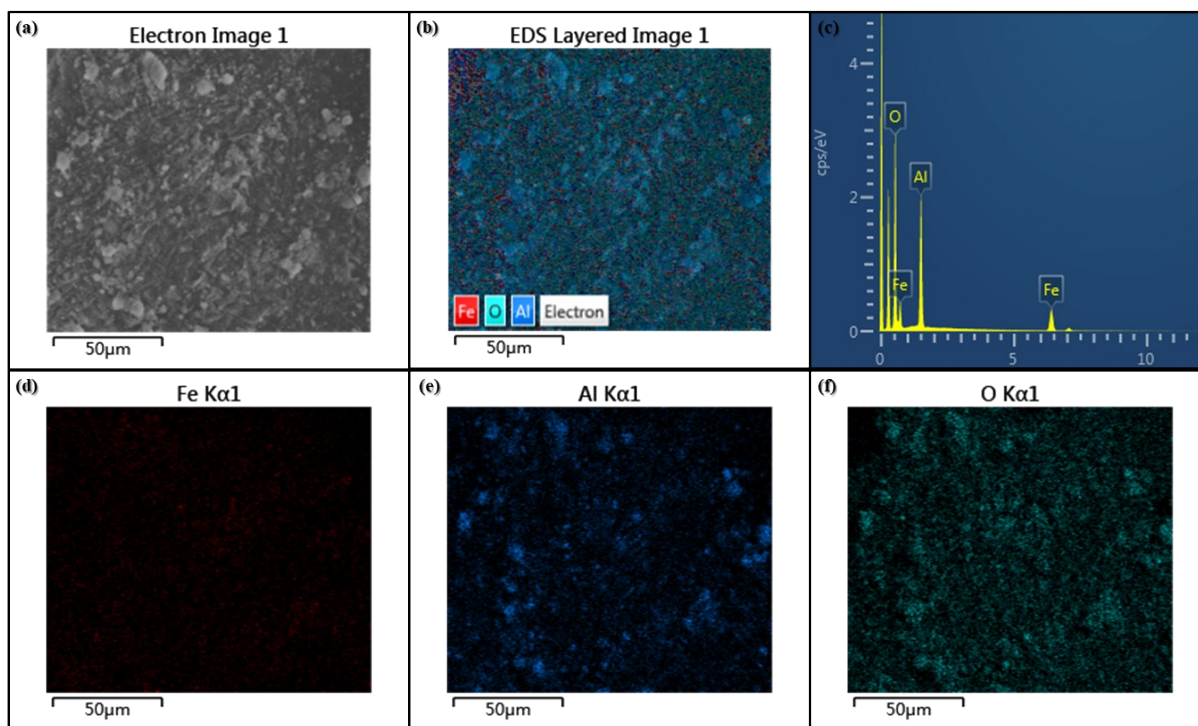 (a)
Electron Image 1
50μm
(b)
EDS Layered Image 1
Fe O Al Electron
50μm
(c)
cps/eV
4
2
0
O
Al
Fe
Fe
0 5 10
(d)
Fe Kα1
50μm
(e)
Al Kα1
50μm
(f)
O Kα1
50μm